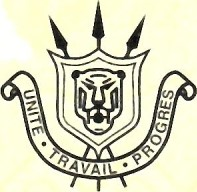 UNITE • TRAVAIL • PROGRES